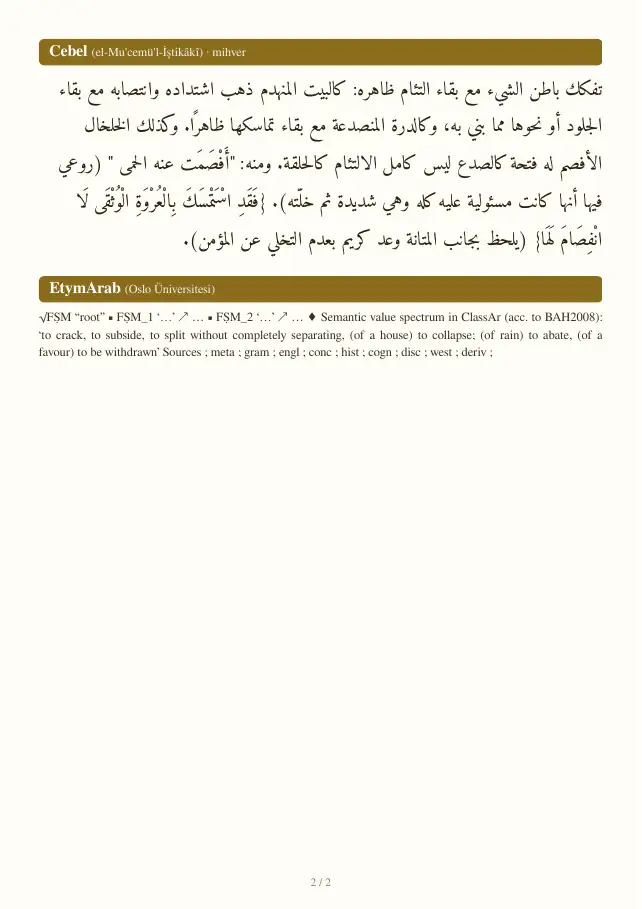 Cebel (el-Mu'cemü'l-İştikâkî) · mihver
تفكك باطن الشيء مع بقاء التئام ظاهره: كالبيت المنهدم ذهب اشتداده وانتصابه مع بقاء
الجلود أو نحوها مما بني به، وكالدرة المنصدعة مع بقاء تماسكها ظاهراً. وكذلك الخلخال
الأفصم له فتحة كالصدع ليس كامل الالتئام كالحلقة. ومنه: "أَفْصَمَت عنه الحمى " (روعي
فيها أنها كانت مسئولية عليه كله وهي شديدة ثم خلّته). {فَقَدِ اسْتَمْسَكَ بِالْعُرْوَةِ الْوُثْقَى لَا
انْفِصَامَ لَهَا} (يلحظ بجانب المتانة وعد كريم بعدم التخلي عن المؤمن).
EtymArab (Oslo Üniversitesi)
√FṢM “root” ▪ FṢM_1 ‘…’ ↗ … ▪ FṢM_2 ‘…’ ↗ … ♦ Semantic value spectrum in ClassAr (acc. to BAH2008):
‘to crack, to subside, to split without completely separating, (of a house) to collapse; (of rain) to abate, (of a
favour) to be withdrawn’ Sources ; meta ; gram ; engl ; conc ; hist ; cogn ; disc ; west ; deriv ;
2 / 2